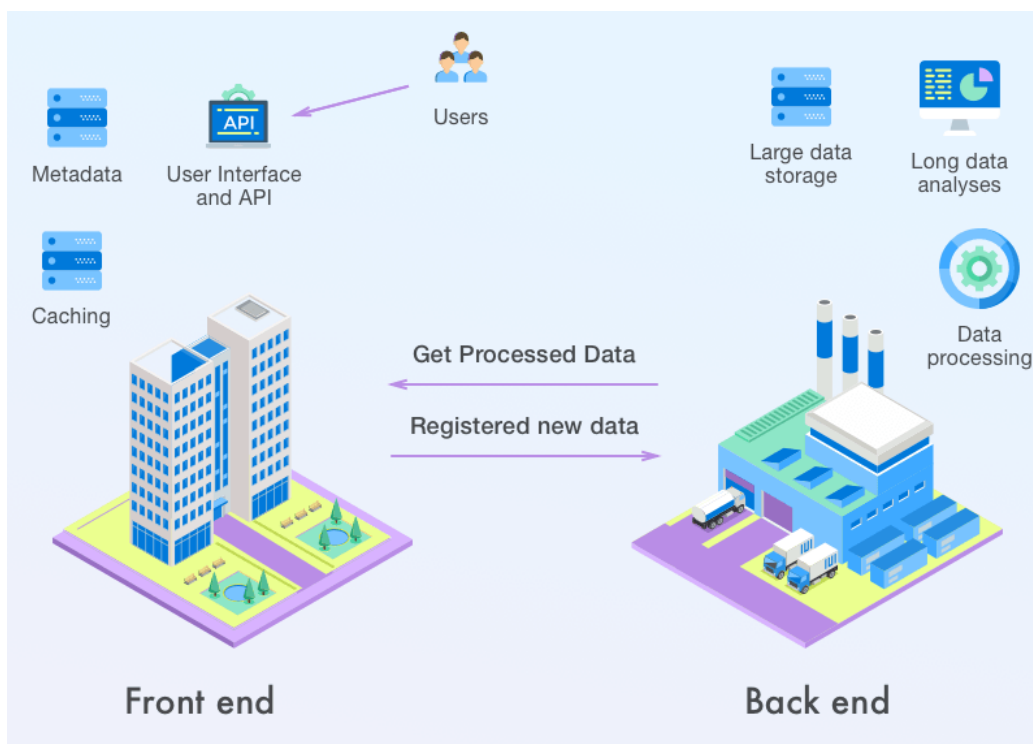 Users
Metadata
User Interface
and API
API
Caching
Large data
storage
Long data
analyses
Data
processing
Get Processed Data
Registered new data
Front end
Back end